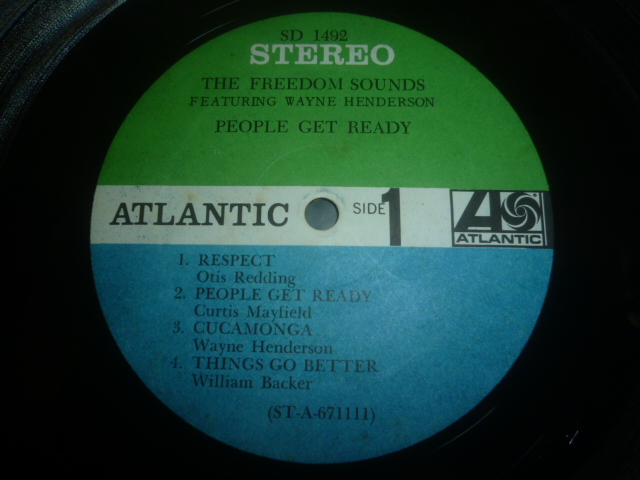 SD 1492
STEREO
THE FREEDOM SOUNDS
FEATURING WAYNE HENDERSON
PEOPLE GET READY
ATLANTIC
SIDE 1
A
ATLANTIC
1. RESPECT
Otis Redding
2. PEOPLE GET READY
Curtis Mayfield
3. CUCAMONGA
Wayne Henderson
4. THINGS GO BETTER
William Backer
(ST-A-671111)